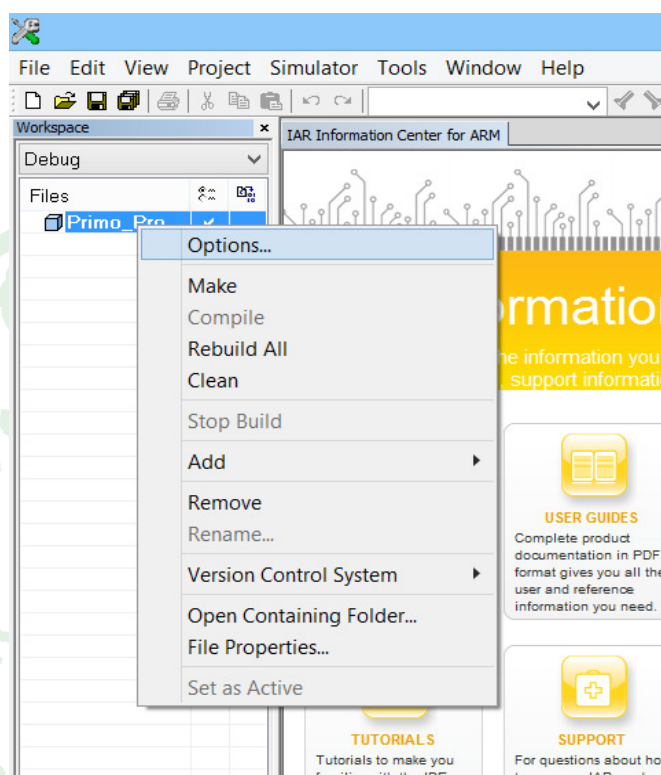 File Edit View Project Simulator Tools Window Help
Workspace
IAR Information Center for ARM
Debug
Files
Primo_Pro
Options...
Make
Compile
Rebuild All
Clean
Stop Build
Add
Remove
Rename...
Version Control System
Open Containing Folder...
File Properties...
Set as Active
rmatio
he information you
support informati
USER GUIDES
Complete product
documentation in PDF
format gives you all the
user and reference
information you need.
TUTORIALS
Tutorials to make you
SUPPORT
For questions about ho